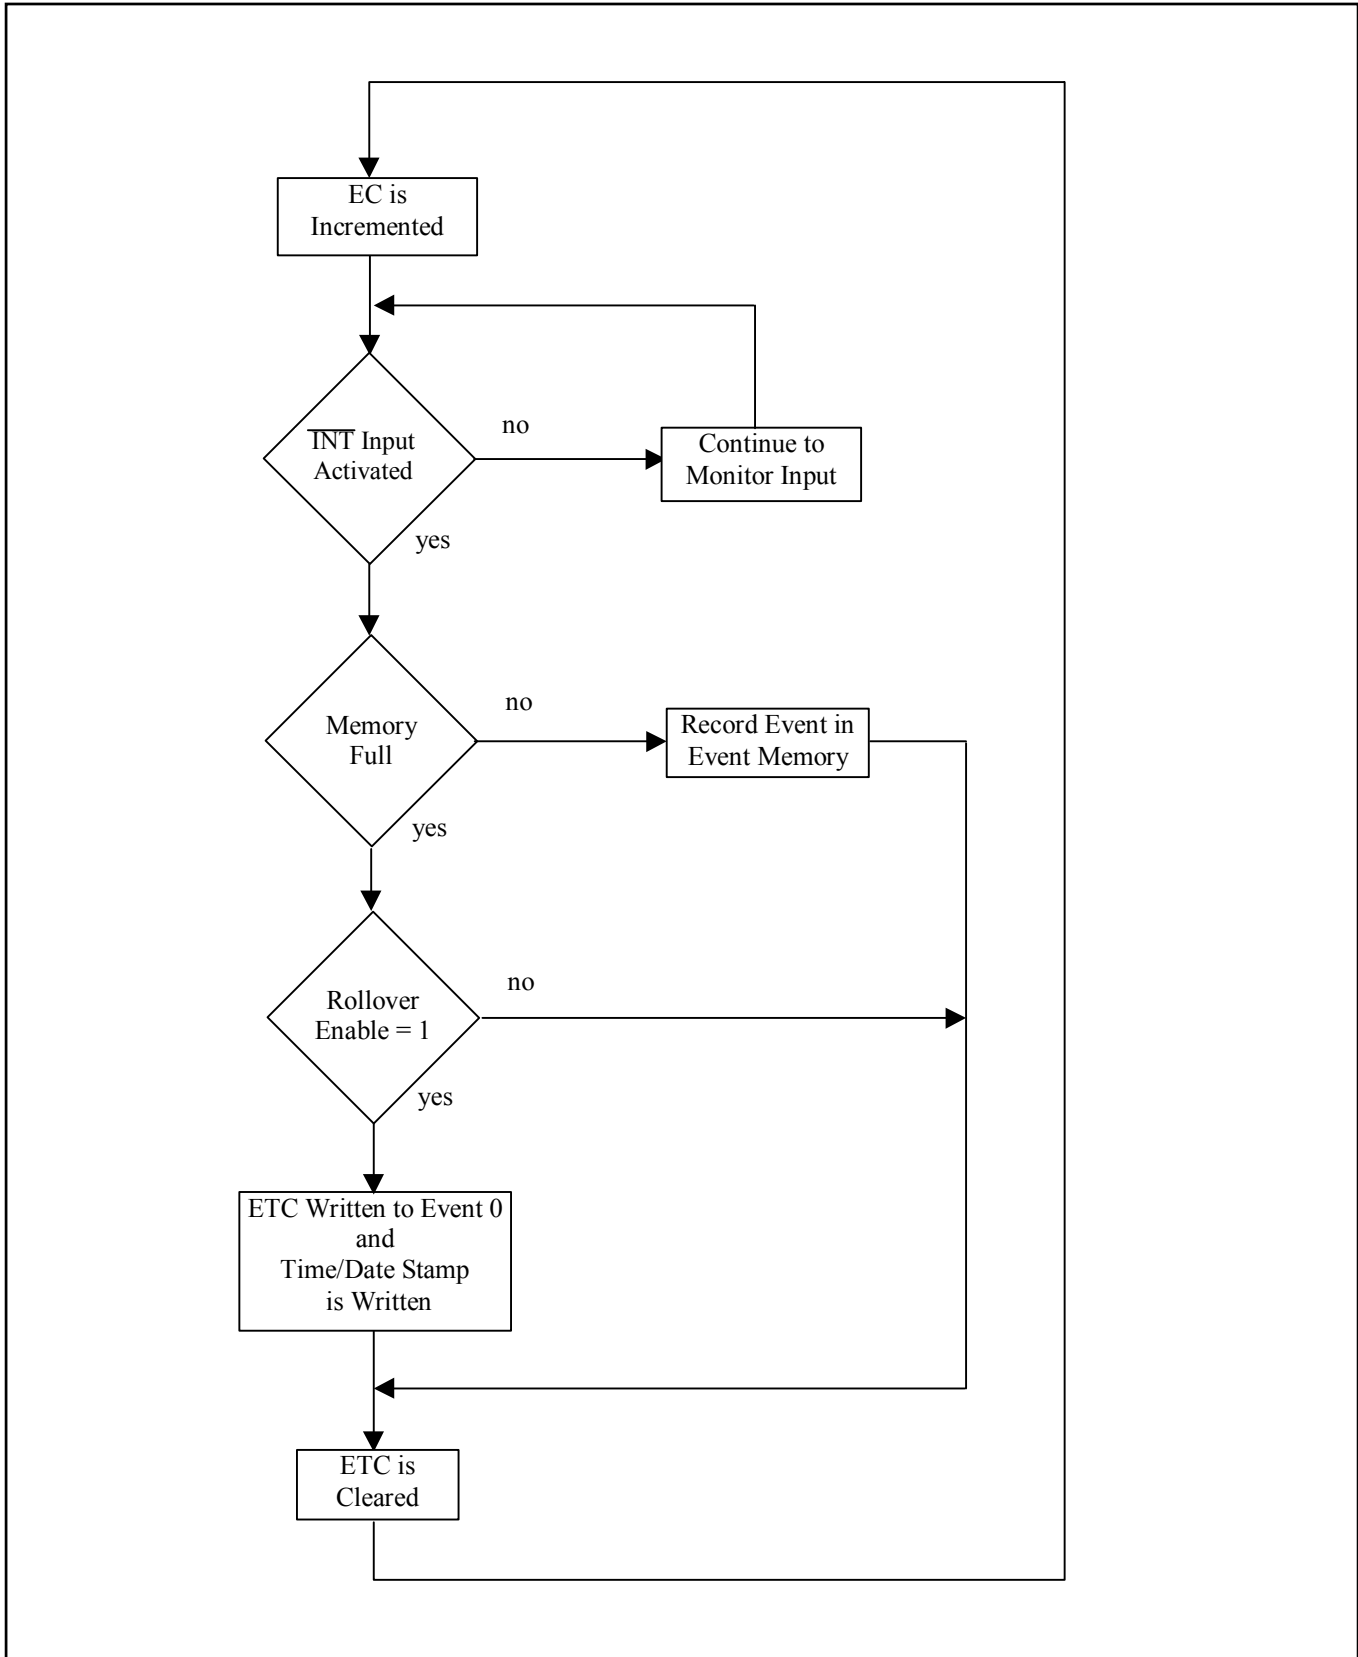 EC is
Incremented
no
I̅N̅T̅ Input
Activated
Continue to
Monitor Input
yes
no
Memory
Full
Record Event in
Event Memory
yes
no
Rollover
Enable = 1
yes
ETC Written to Event 0
and
Time/Date Stamp
is Written
ETC is
Cleared